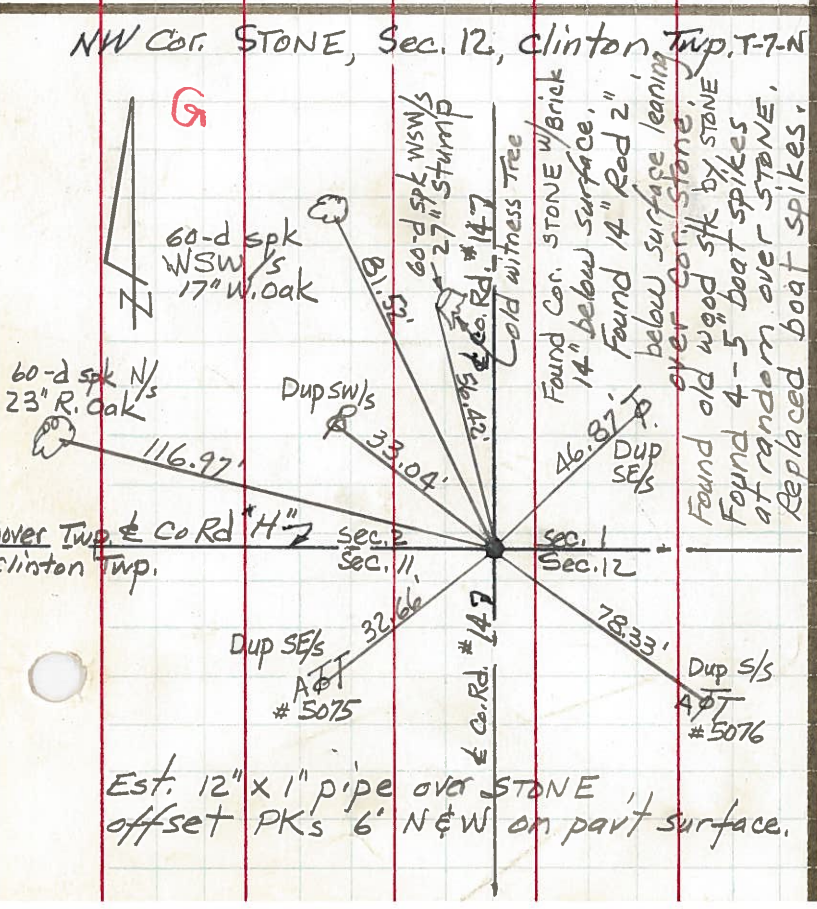 NW Cor. STONE, Sec. 12, Clinton Twp. T-7-N
G
N
60-d spk
WSW/s
17" W. oak
81.52'
60-d spk WSW/s
27" Stump
56.42'
℄ Co. Rd. #147
old witness Tree
Found Cor. STONE w/Brick
14" below surface.
Found 14" Rod 2"
below surface leaning
over Cor. Stone.
Found old wood stk by STONE
Found 4-5" boat spikes
at random over STONE.
Replaced boat spikes.
60-d spk N/s
23" R. Oak
116.97'
Dup SW/s
33.04'
46.87'
Dup
SE/s
over Twp. ℄ Co Rd "H"
Clinton Twp.
Sec. 2
Sec. 11
Sec. 1
Sec. 12
32.66'
Dup SE/s
#5075
℄ Co. Rd. #147
78.33'
Dup S/s
#5076
Est. 12" x 1" pipe over STONE,
offset PKs 6' N & W on pavt surface.